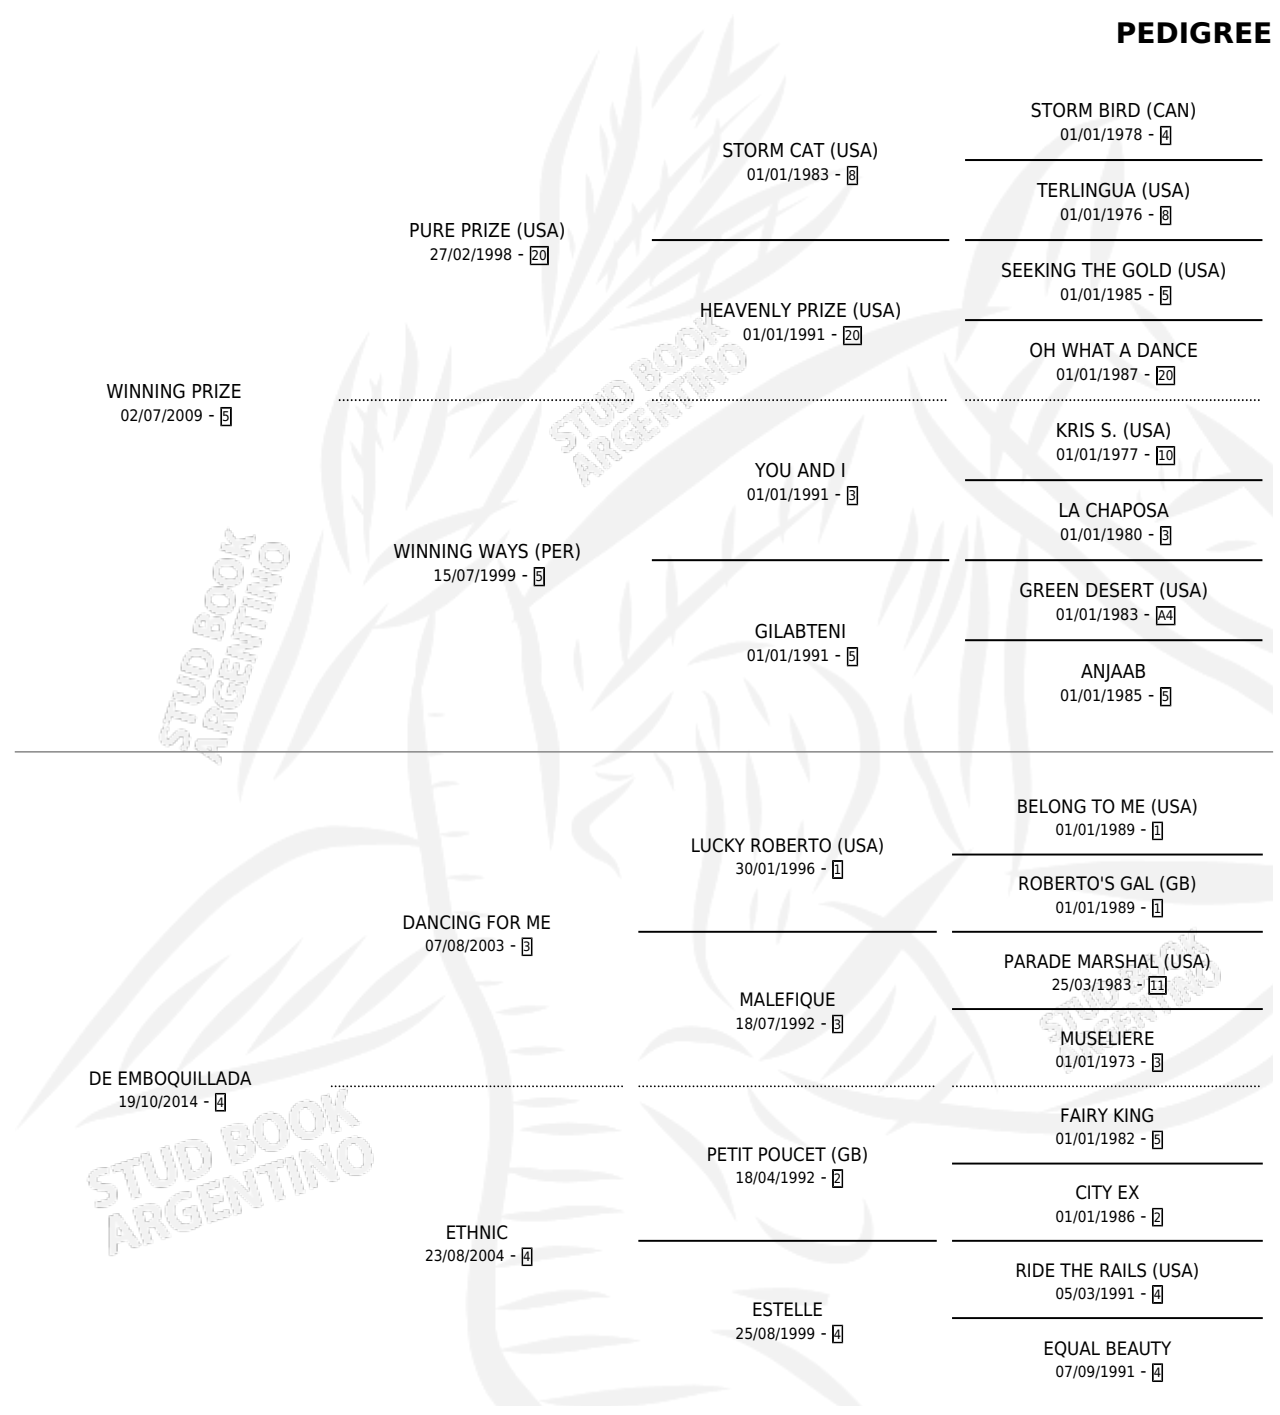 PEDIGREE
STORM BIRD (CAN)
01/01/1978 - 4
STORM CAT (USA)
01/01/1983 - 8
TERLINGUA (USA)
01/01/1976 - 8
PURE PRIZE (USA)
27/02/1998 - 20
SEEKING THE GOLD (USA)
01/01/1985 - 5
HEAVENLY PRIZE (USA)
01/01/1991 - 20
OH WHAT A DANCE
01/01/1987 - 20
WINNING PRIZE
02/07/2009 - 5
KRIS S. (USA)
01/01/1977 - 10
YOU AND I
01/01/1991 - 3
LA CHAPOSA
01/01/1980 - 3
WINNING WAYS (PER)
15/07/1999 - 5
GREEN DESERT (USA)
01/01/1983 - A4
GILABTENI
01/01/1991 - 5
ANJAAB
01/01/1985 - 5
BELONG TO ME (USA)
01/01/1989 - 1
LUCKY ROBERTO (USA)
30/01/1996 - 1
ROBERTO'S GAL (GB)
01/01/1989 - 1
DANCING FOR ME
07/08/2003 - 3
PARADE MARSHAL (USA)
25/03/1983 - 11
MALEFIQUE
18/07/1992 - 3
MUSELIERE
01/01/1973 - 3
DE EMBOQUILLADA
19/10/2014 - 4
FAIRY KING
01/01/1982 - 5
PETIT POUCET (GB)
18/04/1992 - 2
CITY EX
01/01/1986 - 2
ETHNIC
23/08/2004 - 4
RIDE THE RAILS (USA)
05/03/1991 - 4
ESTELLE
25/08/1999 - 4
EQUAL BEAUTY
07/09/1991 - 4
STUD BOOK
ARGENTINO
STUD BOOK
ARGENTINO
STUD BOOK
ARGENTINO
STUD BOOK
ARGENTINO